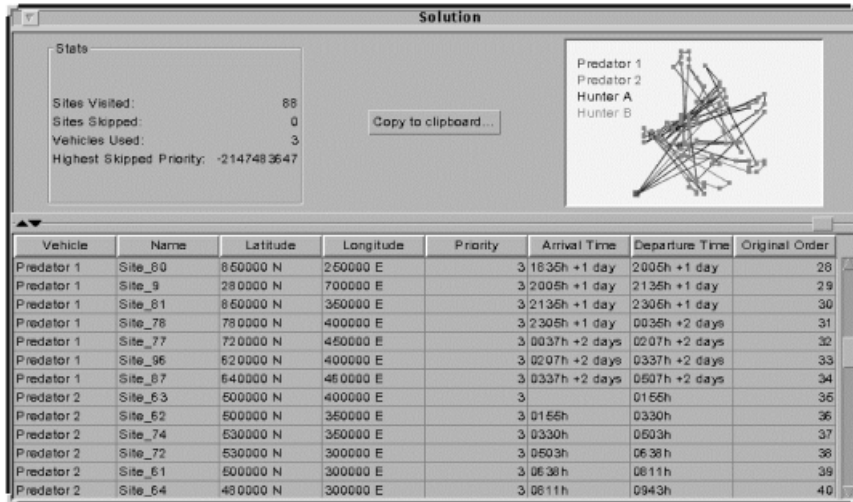 Solution
Stats
Sites Visited: 88
Sites Skipped: 0
Vehicles Used: 3
Highest Skipped Priority: -2147483647
Copy to clipboard...
Predator 1
Predator 2
Hunter A
Hunter B
Vehicle Name Latitude Longitude Priority Arrival Time Departure Time Original Order
Predator 1 Site_80 850000 N 250000 E 3 1835h +1 day 2005h +1 day 28
Predator 1 Site_9 280000 N 700000 E 3 2005h +1 day 2135h +1 day 29
Predator 1 Site_81 850000 N 350000 E 3 2135h +1 day 2305h +1 day 30
Predator 1 Site_78 780000 N 400000 E 3 2305h +1 day 0035h +2 days 31
Predator 1 Site_77 720000 N 450000 E 3 0037h +2 days 0207h +2 days 32
Predator 1 Site_96 620000 N 400000 E 3 0207h +2 days 0337h +2 days 33
Predator 1 Site_87 640000 N 450000 E 3 0337h +2 days 0507h +2 days 34
Predator 2 Site_63 500000 N 400000 E 3 0155h 35
Predator 2 Site_62 500000 N 350000 E 3 0155h 0330h 36
Predator 2 Site_74 530000 N 350000 E 3 0330h 0503h 37
Predator 2 Site_72 530000 N 300000 E 3 0503h 0638h 38
Predator 2 Site_61 500000 N 300000 E 3 0638h 0811h 39
Predator 2 Site_64 480000 N 300000 E 3 0811h 0943h 40